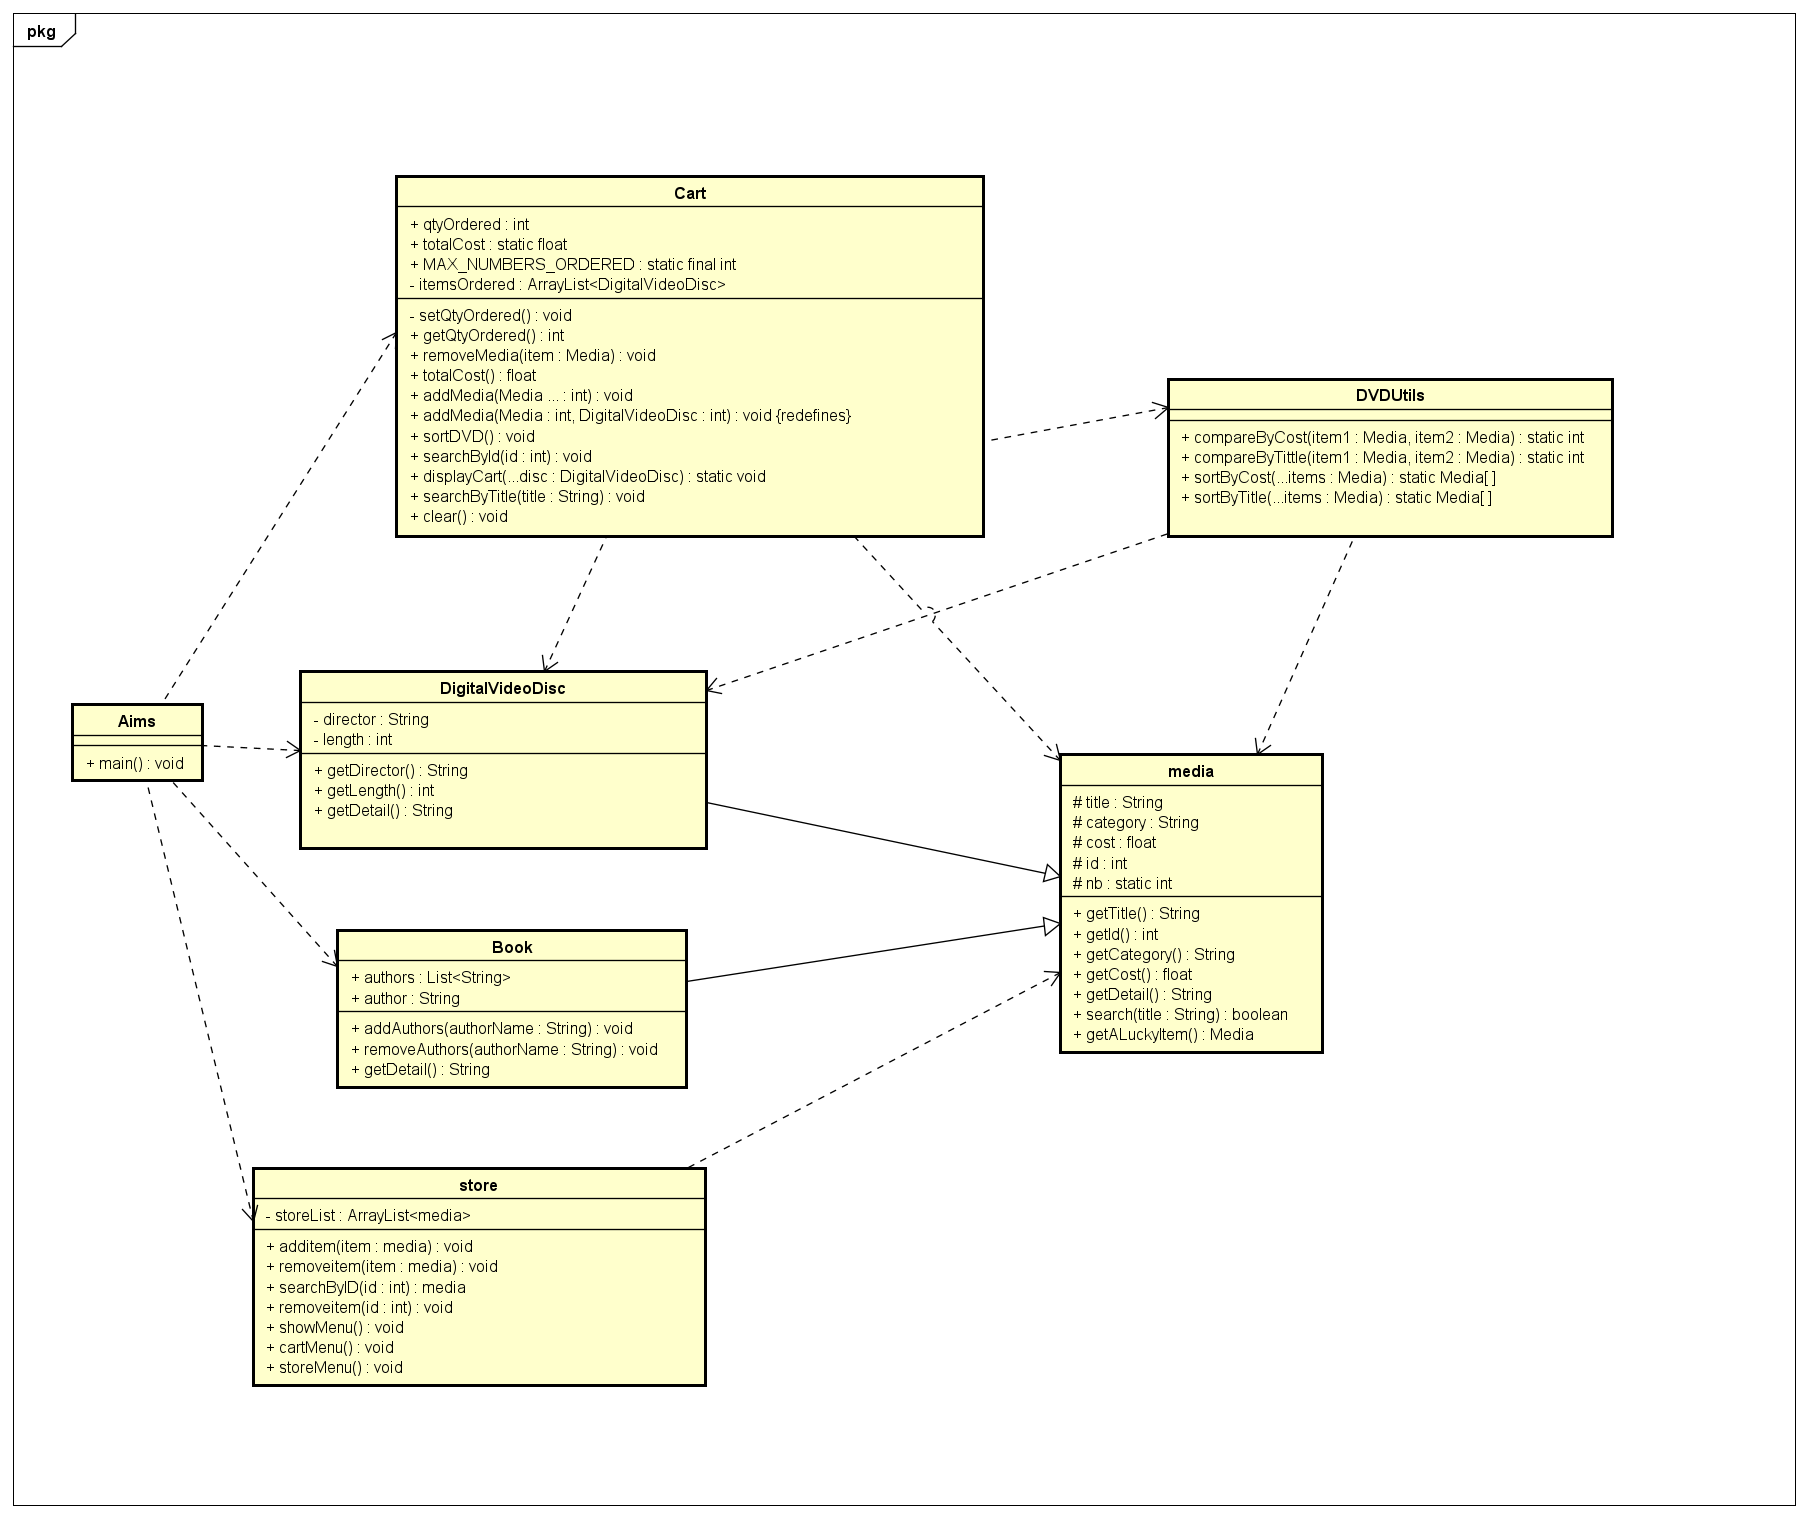 pkg
Cart
+ qtyOrdered : int
+ totalCost : static float
+ MAX_NUMBERS_ORDERED : static final int
- itemsOrdered : ArrayList<DigitalVideoDisc>
- setQtyOrdered() : void
+ getQtyOrdered() : int
+ removeMedia(item : Media) : void
+ totalCost() : float
+ addMedia(Media ... : int) : void
+ addMedia(Media : int, DigitalVideoDisc : int) : void {redefines}
+ sortDVD() : void
+ searchById(id : int) : void
+ displayCart(...disc : DigitalVideoDisc) : static void
+ searchByTitle(title : String) : void
+ clear() : void
DVDUtils
+ compareByCost(item1 : Media, item2 : Media) : static int
+ compareByTittle(item1 : Media, item2 : Media) : static int
+ sortByCost(...items : Media) : static Media[ ]
+ sortByTitle(...items : Media) : static Media[ ]
Aims
+ main() : void
DigitalVideoDisc
- director : String
- length : int
+ getDirector() : String
+ getLength() : int
+ getDetail() : String
media
# title : String
# category : String
# cost : float
# id : int
# nb : static int
+ getTitle() : String
+ getId() : int
+ getCategory() : String
+ getCost() : float
+ getDetail() : String
+ search(title : String) : boolean
+ getALuckyItem() : Media
Book
+ authors : List<String>
+ author : String
+ addAuthors(authorName : String) : void
+ removeAuthors(authorName : String) : void
+ getDetail() : String
store
- storeList : ArrayList<media>
+ additem(item : media) : void
+ removeitem(item : media) : void
+ searchByID(id : int) : media
+ removeitem(id : int) : void
+ showMenu() : void
+ cartMenu() : void
+ storeMenu() : void